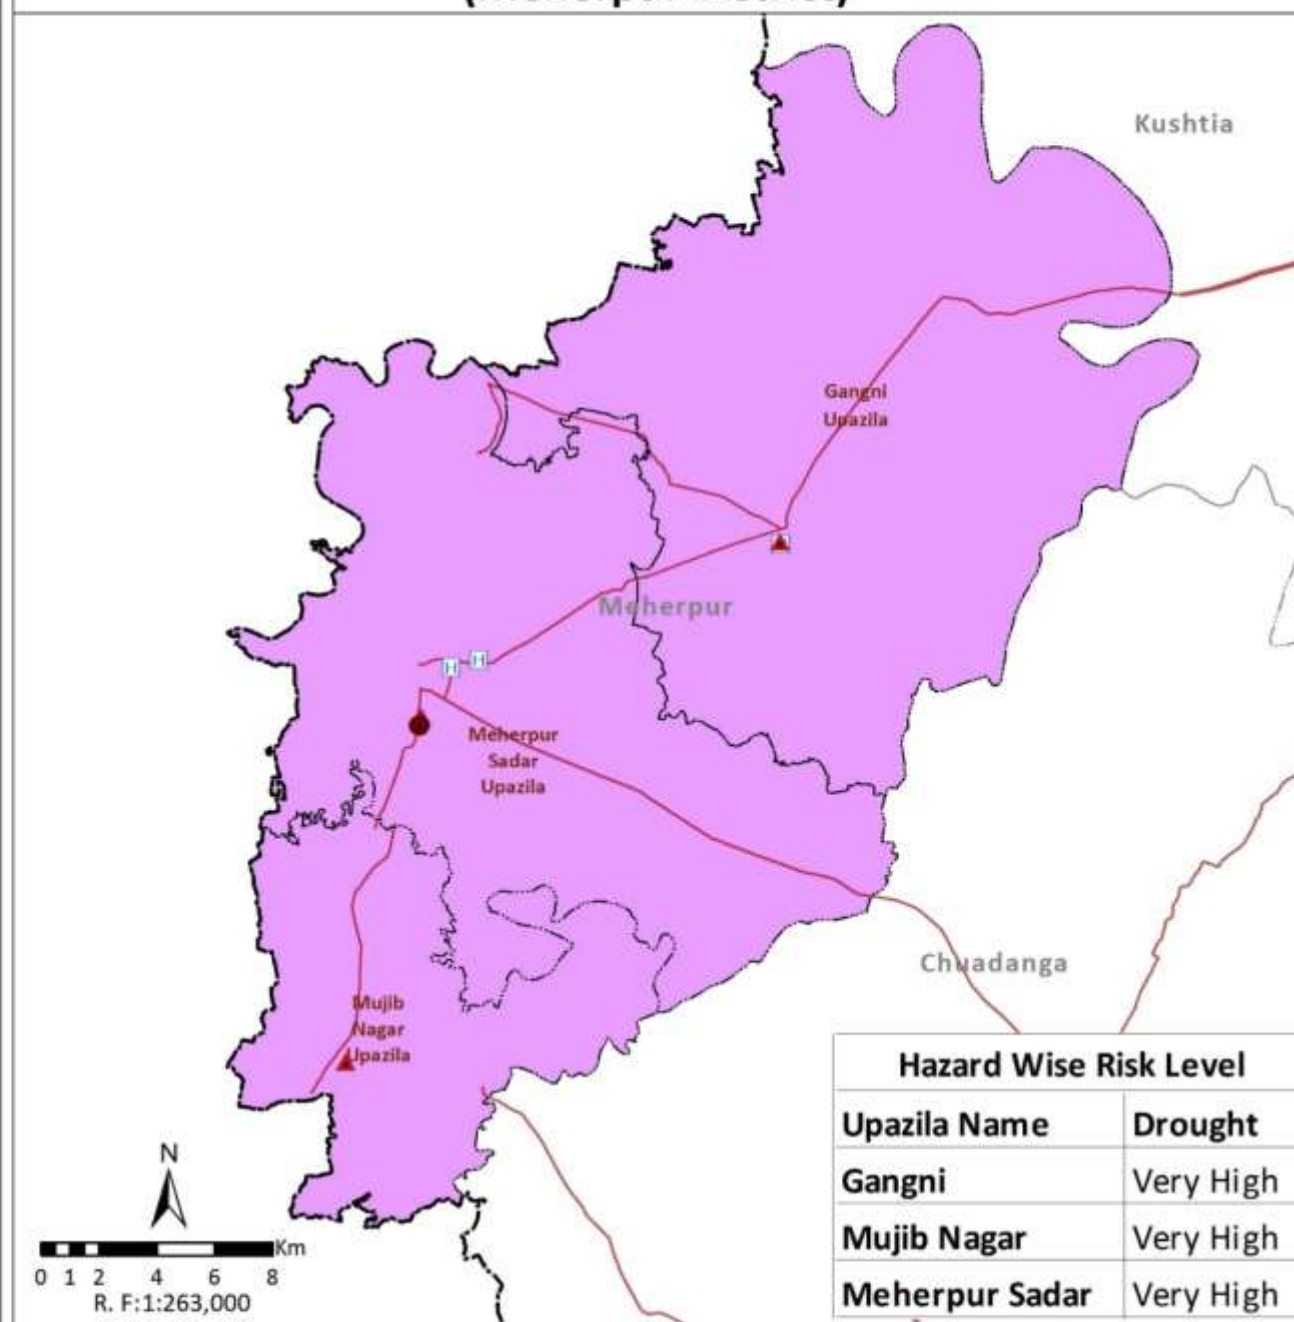 Kushtia
Gangni
Upazila
Meherpur
H
H
Meherpur
Sadar
Upazila
Chuadanga
Mujib
Nagar
Upazila
Hazard Wise Risk Level
Upazila Name Drought
Gangni Very High
Mujib Nagar Very High
Meherpur Sadar Very High
N
Km
0 1 2 4 6 8
R. F:1:263,000